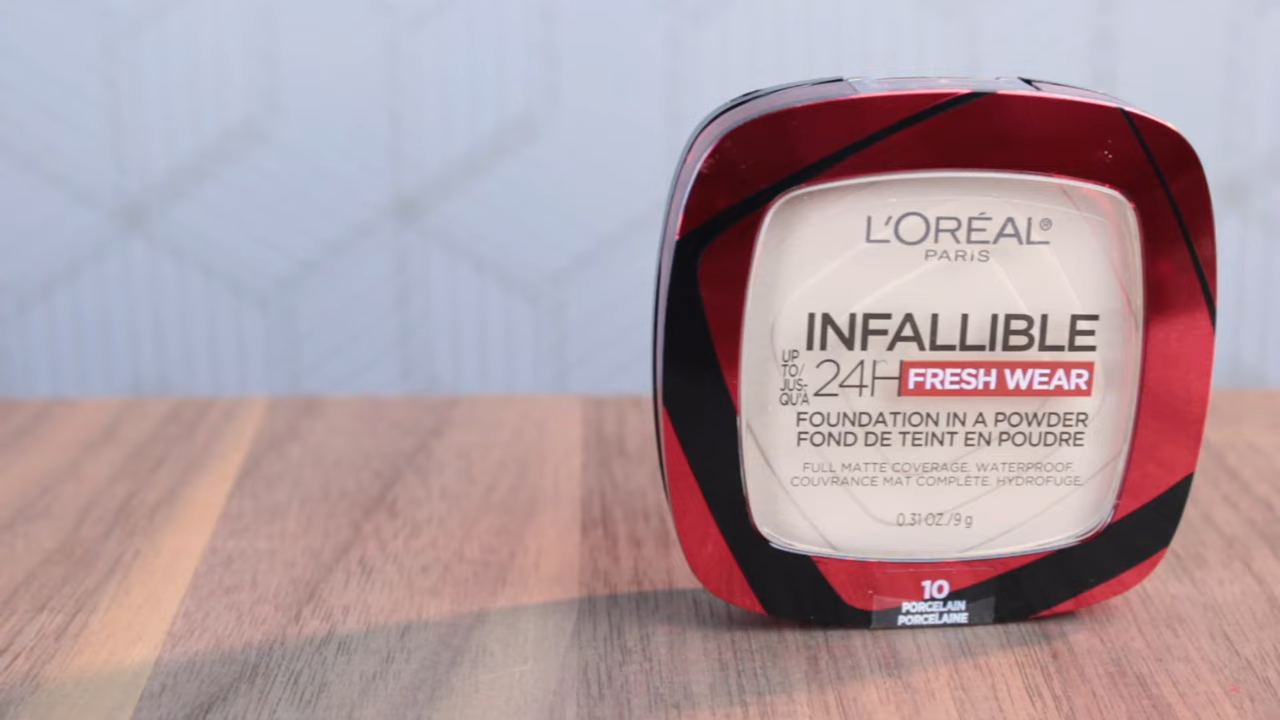 L'ORÉAL®
PARIS
INFALLIBLE
UP
TO/
JUS-
QU'À
24H FRESH WEAR
FOUNDATION IN A POWDER
FOND DE TEINT EN POUDRE
FULL MATTE COVERAGE. WATERPROOF.
COUVRANCE MAT COMPLÈTE. HYDROFUGE.
0.31 OZ./9 g
10
PORCELAIN
PORCELAINE